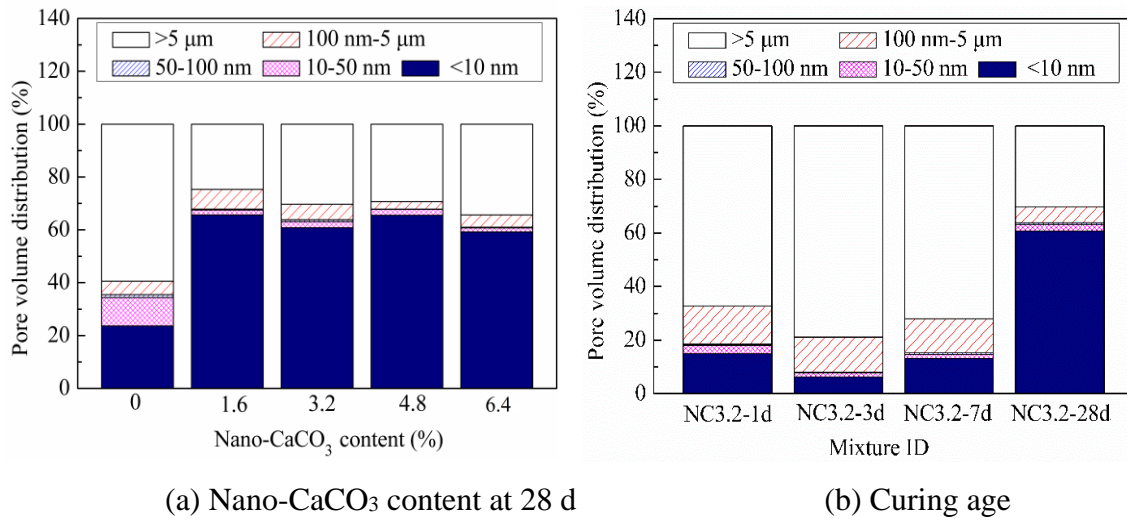 140
120
100
80
60
40
20
0
Pore volume distribution (%)
>5 μm 100 nm-5 μm
50-100 nm 10-50 nm <10 nm
0 1.6 3.2 4.8 6.4
Nano-CaCO3 content (%)
140
120
100
80
60
40
20
0
Pore volume distribution (%)
>5 μm 100 nm-5 μm
50-100 nm 10-50 nm <10 nm
NC3.2-1d NC3.2-3d NC3.2-7d NC3.2-28d
Mixture ID
(a) Nano-CaCO3 content at 28 d (b) Curing age